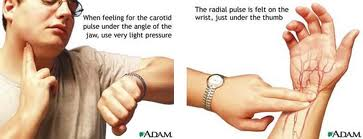 When feeling for the carotid
pulse under the angle of the
jaw, use very light pressure
ADAM
The radial pulse is felt on the
wrist, just under the thumb
ADAM